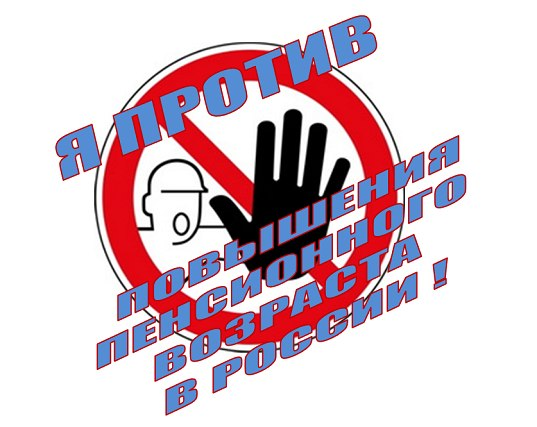 Я ПРОТИВ
ПОВЫШЕНИЯ
ПЕНСИОННОГО
ВОЗРАСТА
В РОССИИ !